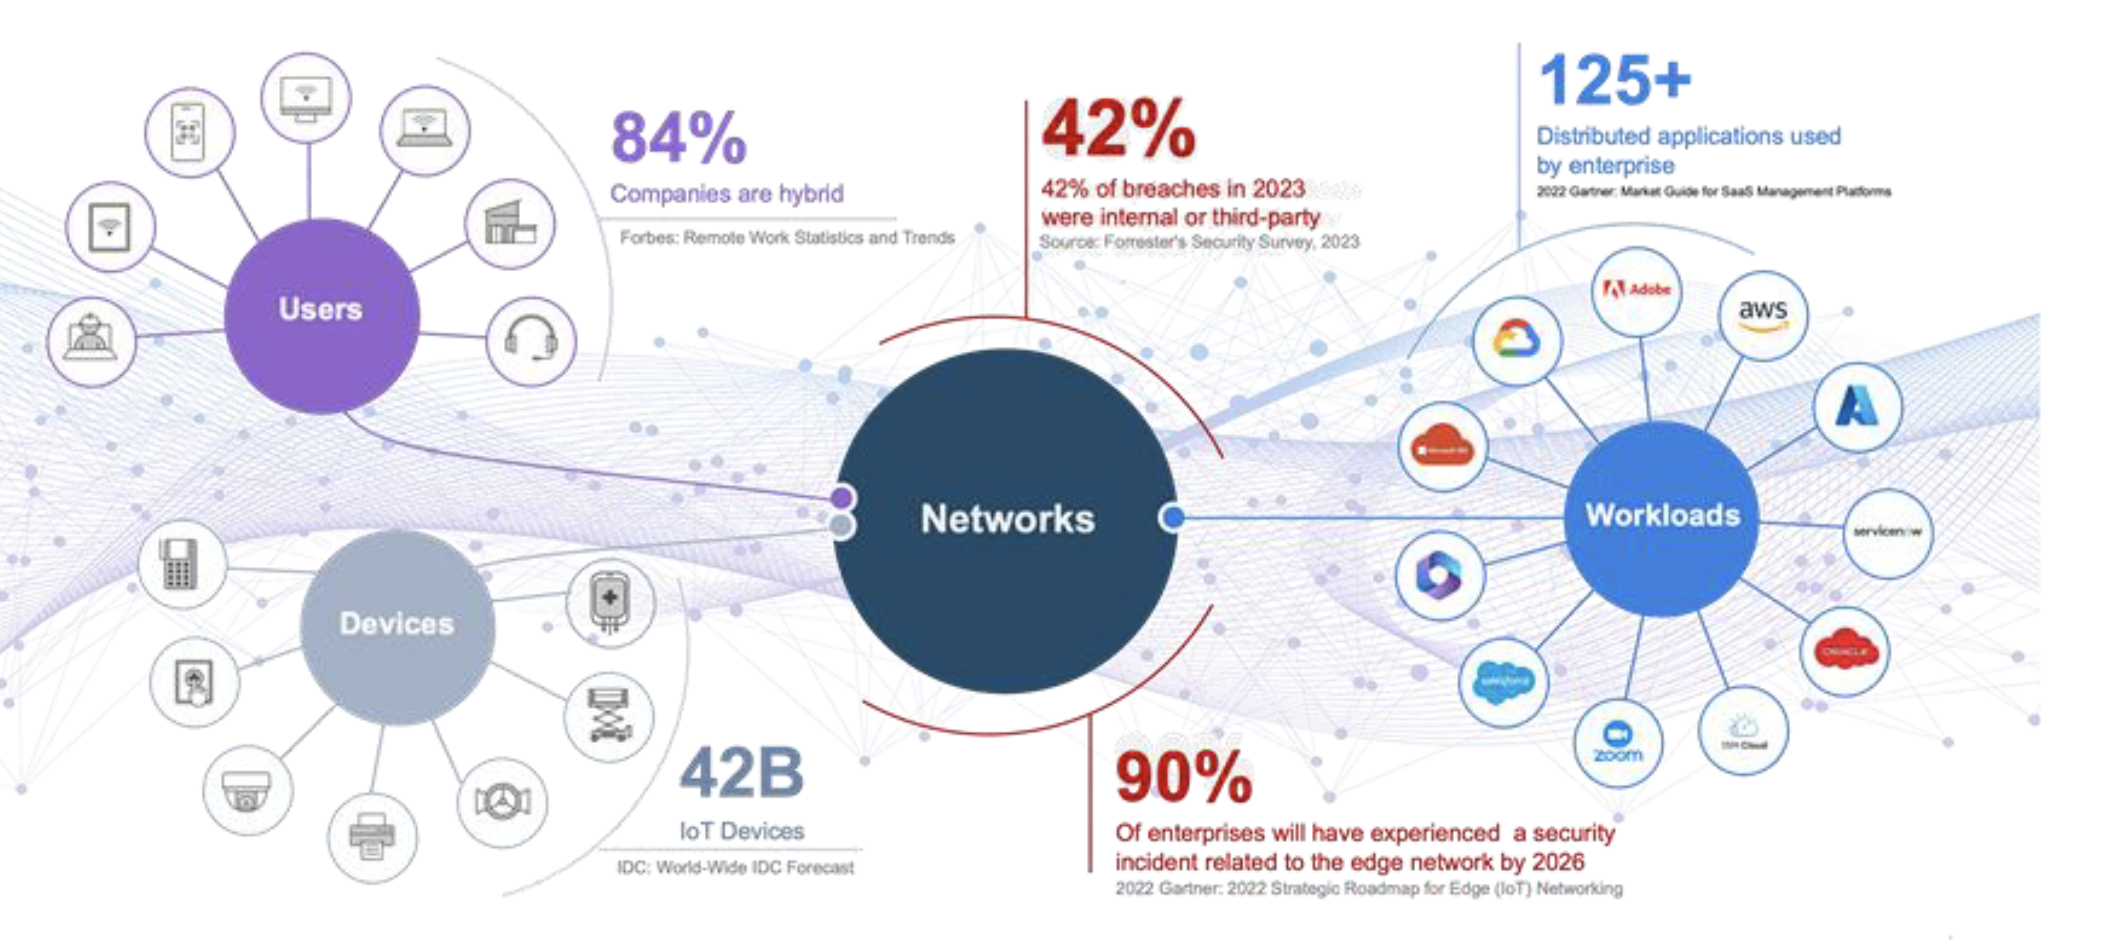 84%
Companies are hybrid
Forbes: Remote Work Statistics and Trends
42%
42% of breaches in 2023
were internal or third-party
Source: Forrester's Security Survey, 2023
125+
Distributed applications used
by enterprise
2022 Gartner: Market Guide for SaaS Management Platforms
Users
Networks
Workloads
Adobe
aws
servicenow
ORACLE
Cloud
zoom
salesforce
Devices
42B
IoT Devices
IDC: World-Wide IDC Forecast
90%
Of enterprises will have experienced a security
incident related to the edge network by 2026
2022 Gartner: 2022 Strategic Roadmap for Edge (IoT) Networking